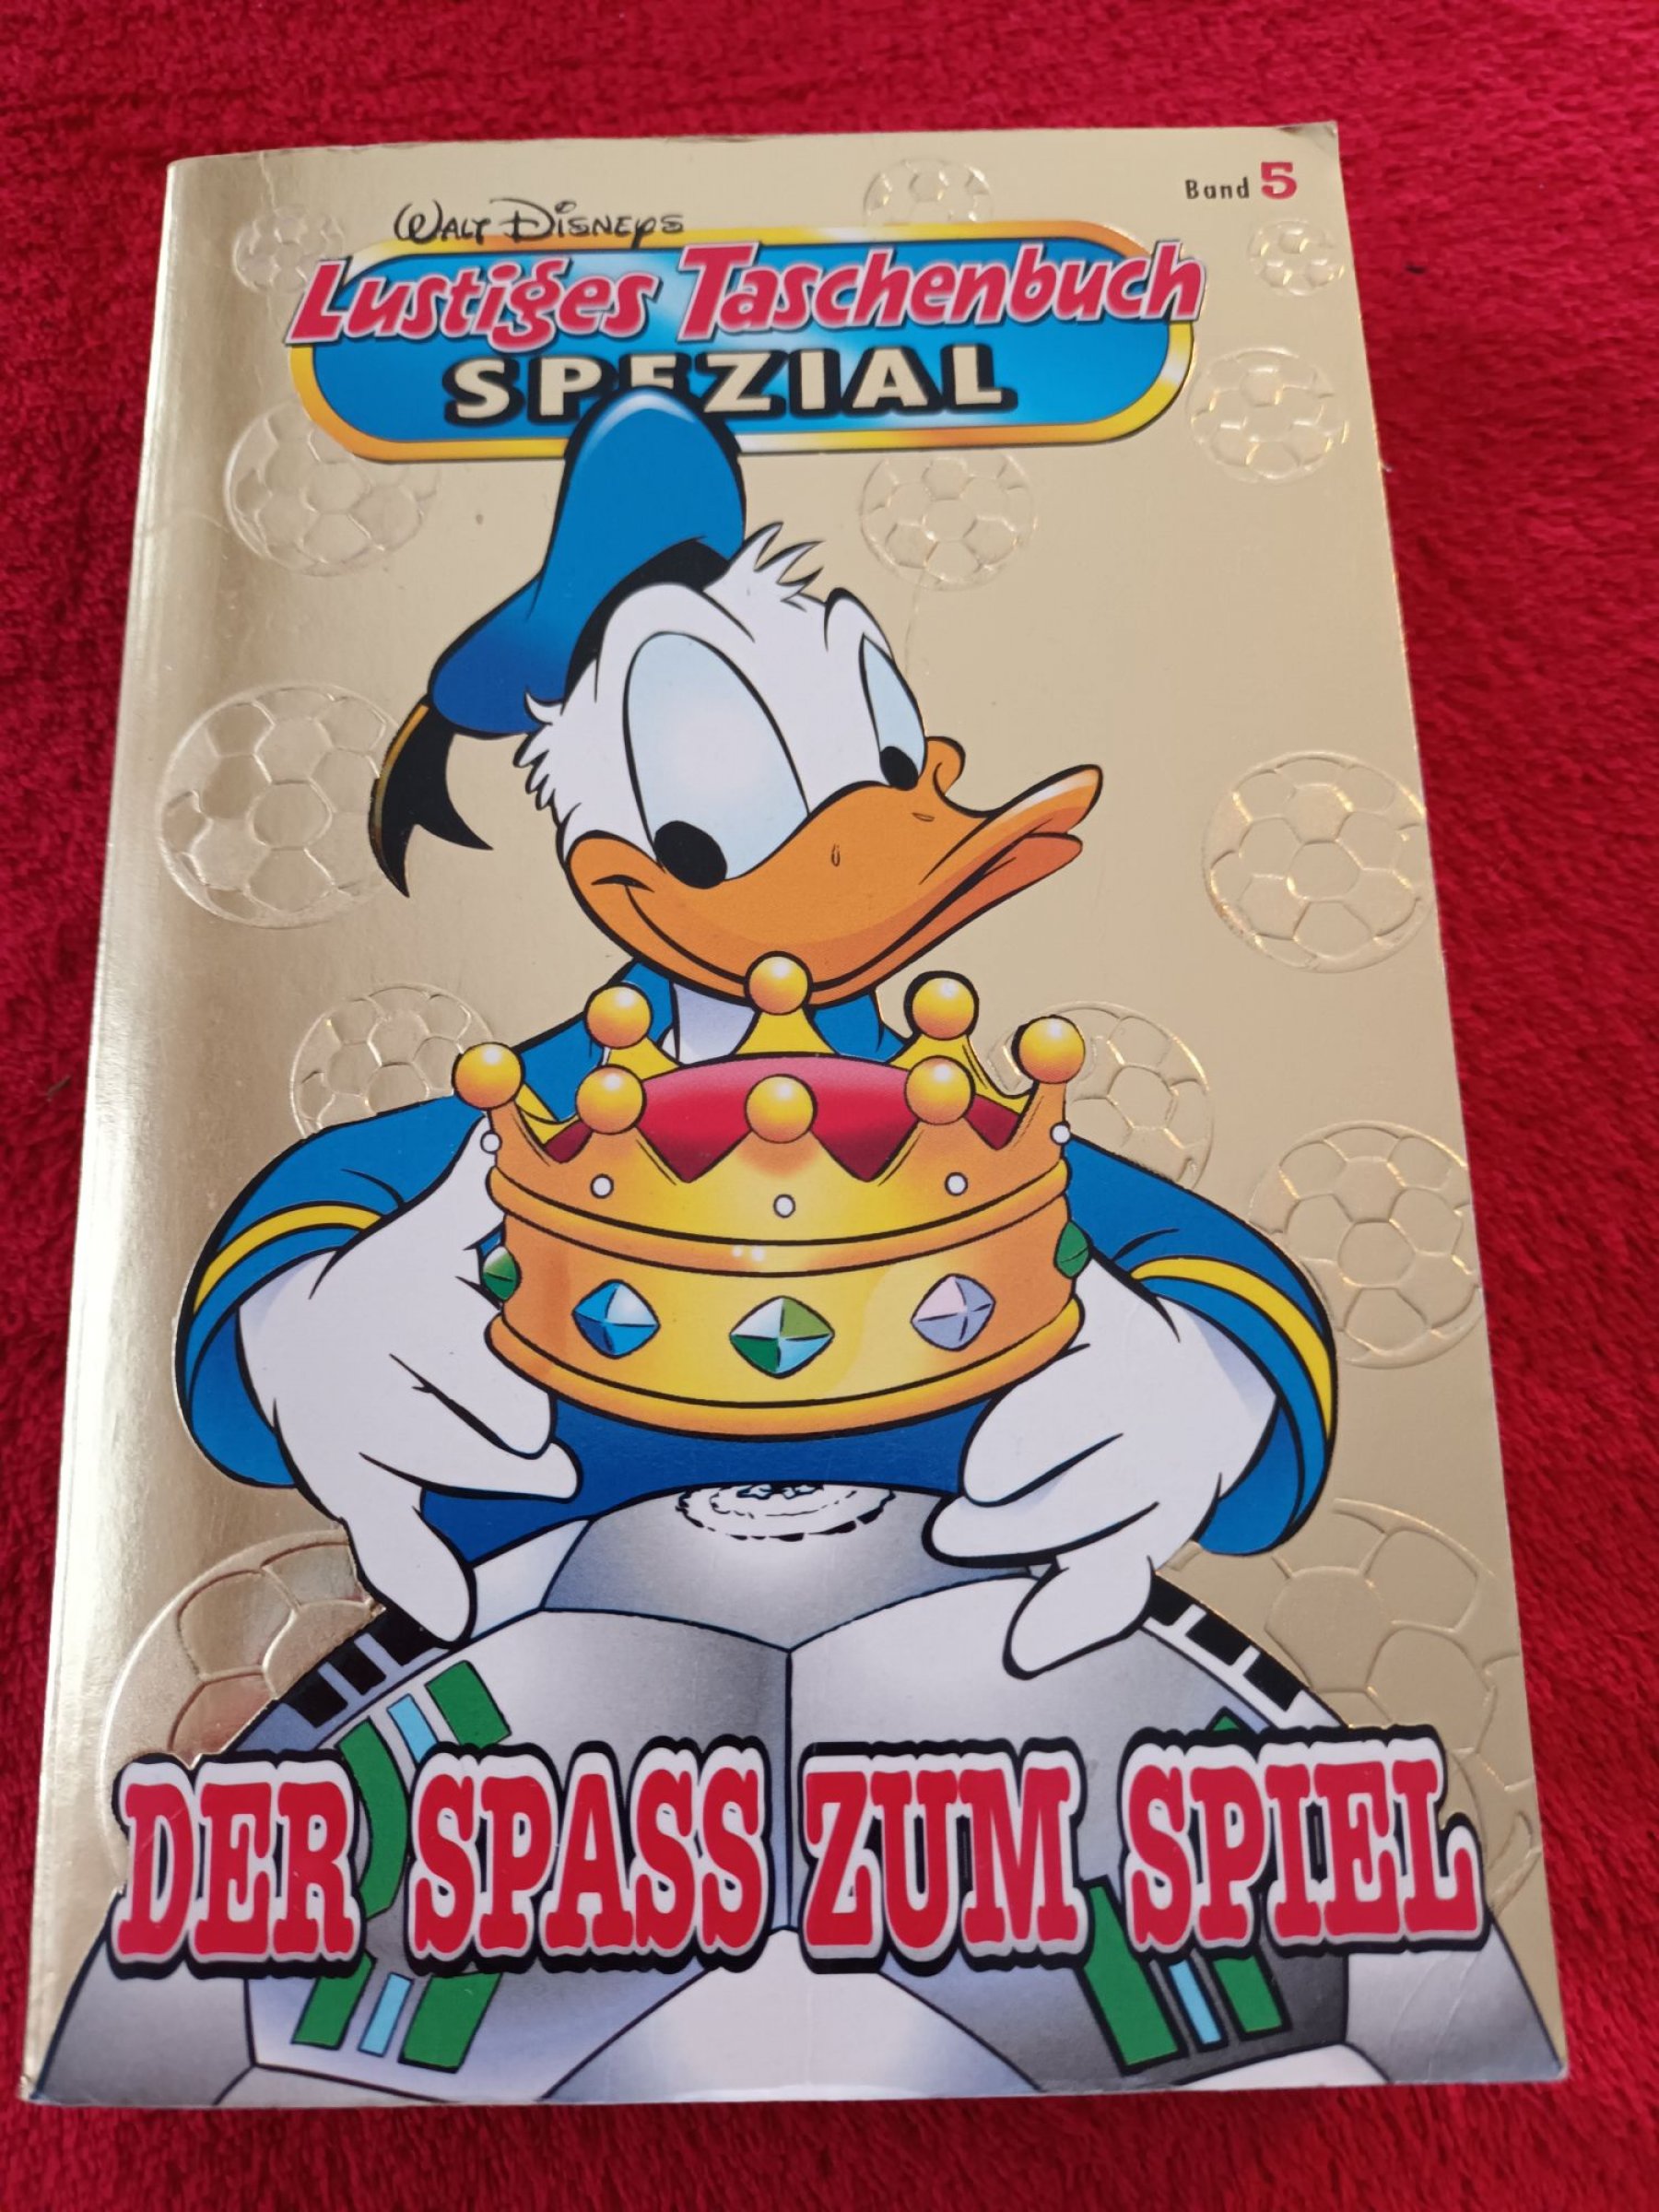 Band 5
WALT DISNEYS
Lustiges Taschenbuch
SPEZIAL
DER SPASS ZUM SPIEL